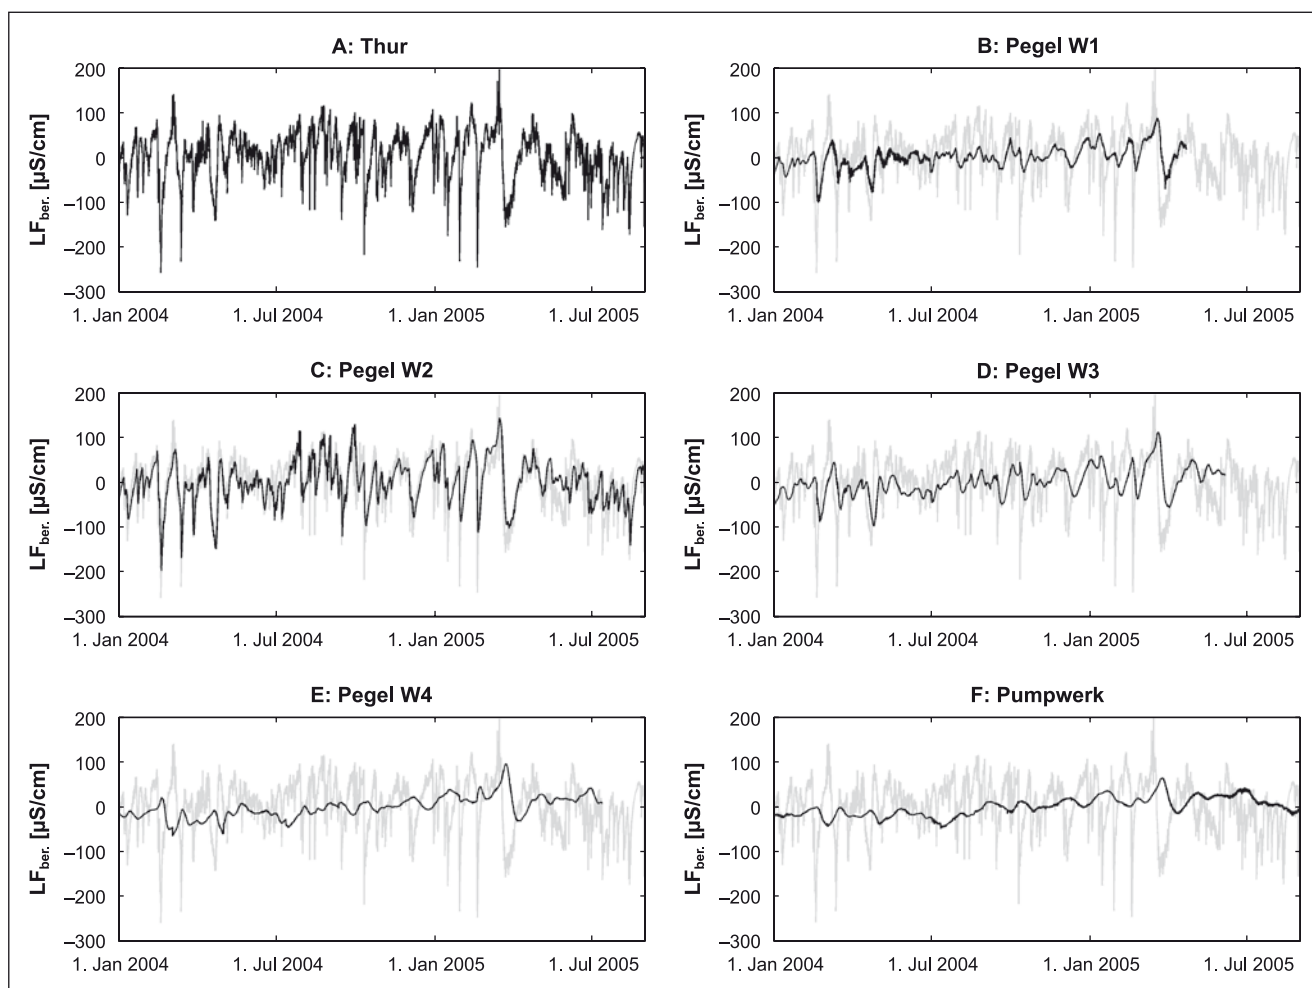 A: Thur
200
100
0
–100
–200
–300
LFber. [µS/cm]
1. Jan 2004
1. Jul 2004
1. Jan 2005
1. Jul 2005
B: Pegel W1
200
100
0
–100
–200
–300
LFber. [µS/cm]
1. Jan 2004
1. Jul 2004
1. Jan 2005
1. Jul 2005
C: Pegel W2
200
100
0
–100
–200
–300
LFber. [µS/cm]
1. Jan 2004
1. Jul 2004
1. Jan 2005
1. Jul 2005
D: Pegel W3
200
100
0
–100
–200
–300
LFber. [µS/cm]
1. Jan 2004
1. Jul 2004
1. Jan 2005
1. Jul 2005
E: Pegel W4
200
100
0
–100
–200
–300
LFber. [µS/cm]
1. Jan 2004
1. Jul 2004
1. Jan 2005
1. Jul 2005
F: Pumpwerk
200
100
0
–100
–200
–300
LFber. [µS/cm]
1. Jan 2004
1. Jul 2004
1. Jan 2005
1. Jul 2005